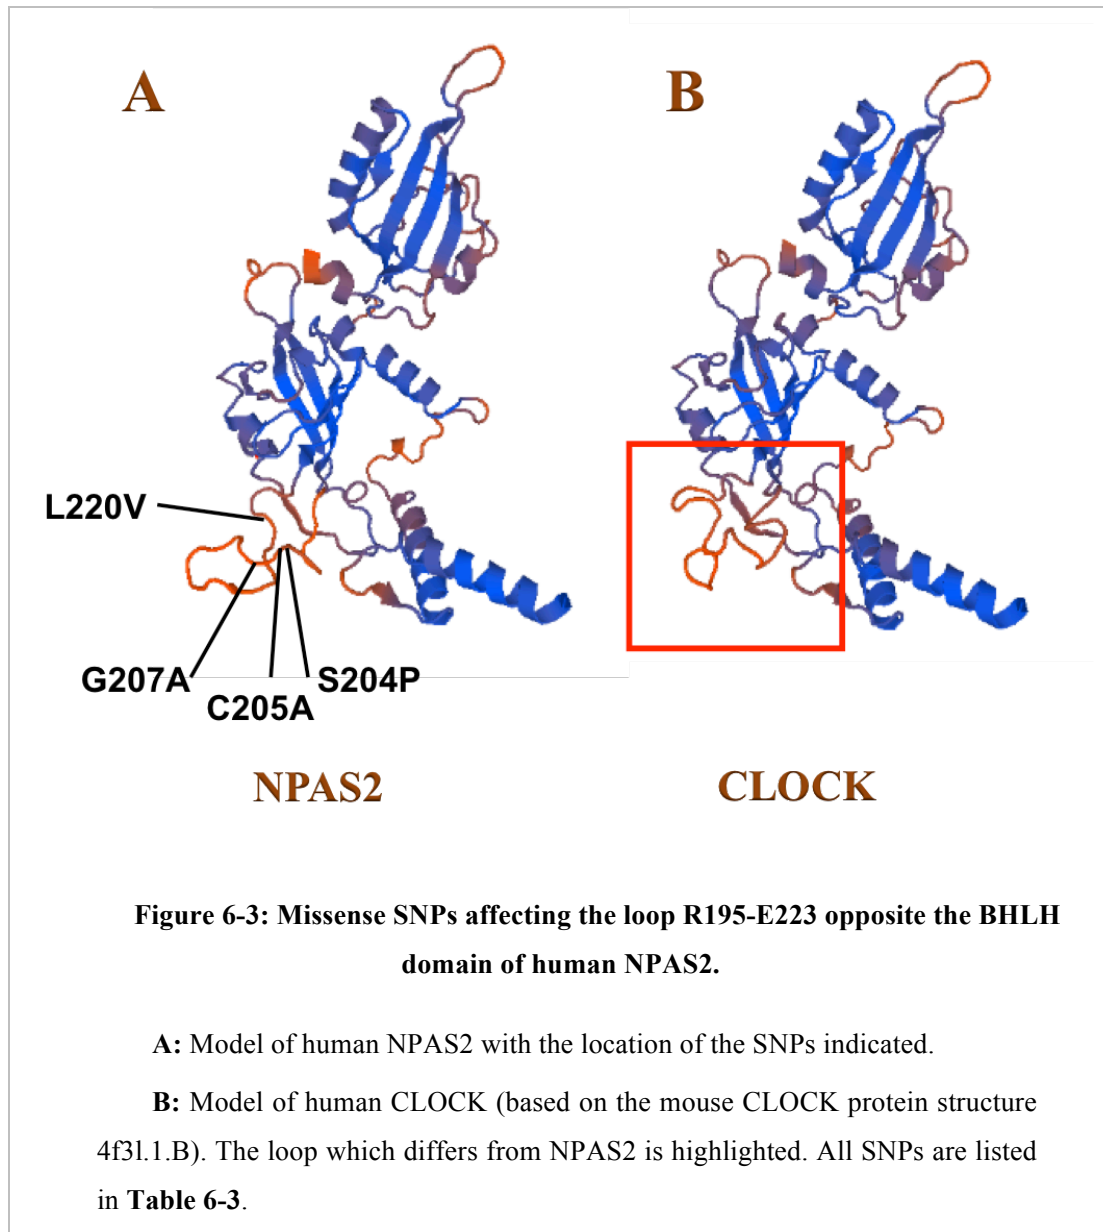 A
B
L220V
G207A
S204P
C205A
NPAS2
CLOCK
Figure 6-3: Missense SNPs affecting the loop R195-E223 opposite the BHLH
domain of human NPAS2.
A: Model of human NPAS2 with the location of the SNPs indicated.
B: Model of human CLOCK (based on the mouse CLOCK protein structure
4f3l.1.B). The loop which differs from NPAS2 is highlighted. All SNPs are listed
in Table 6-3.